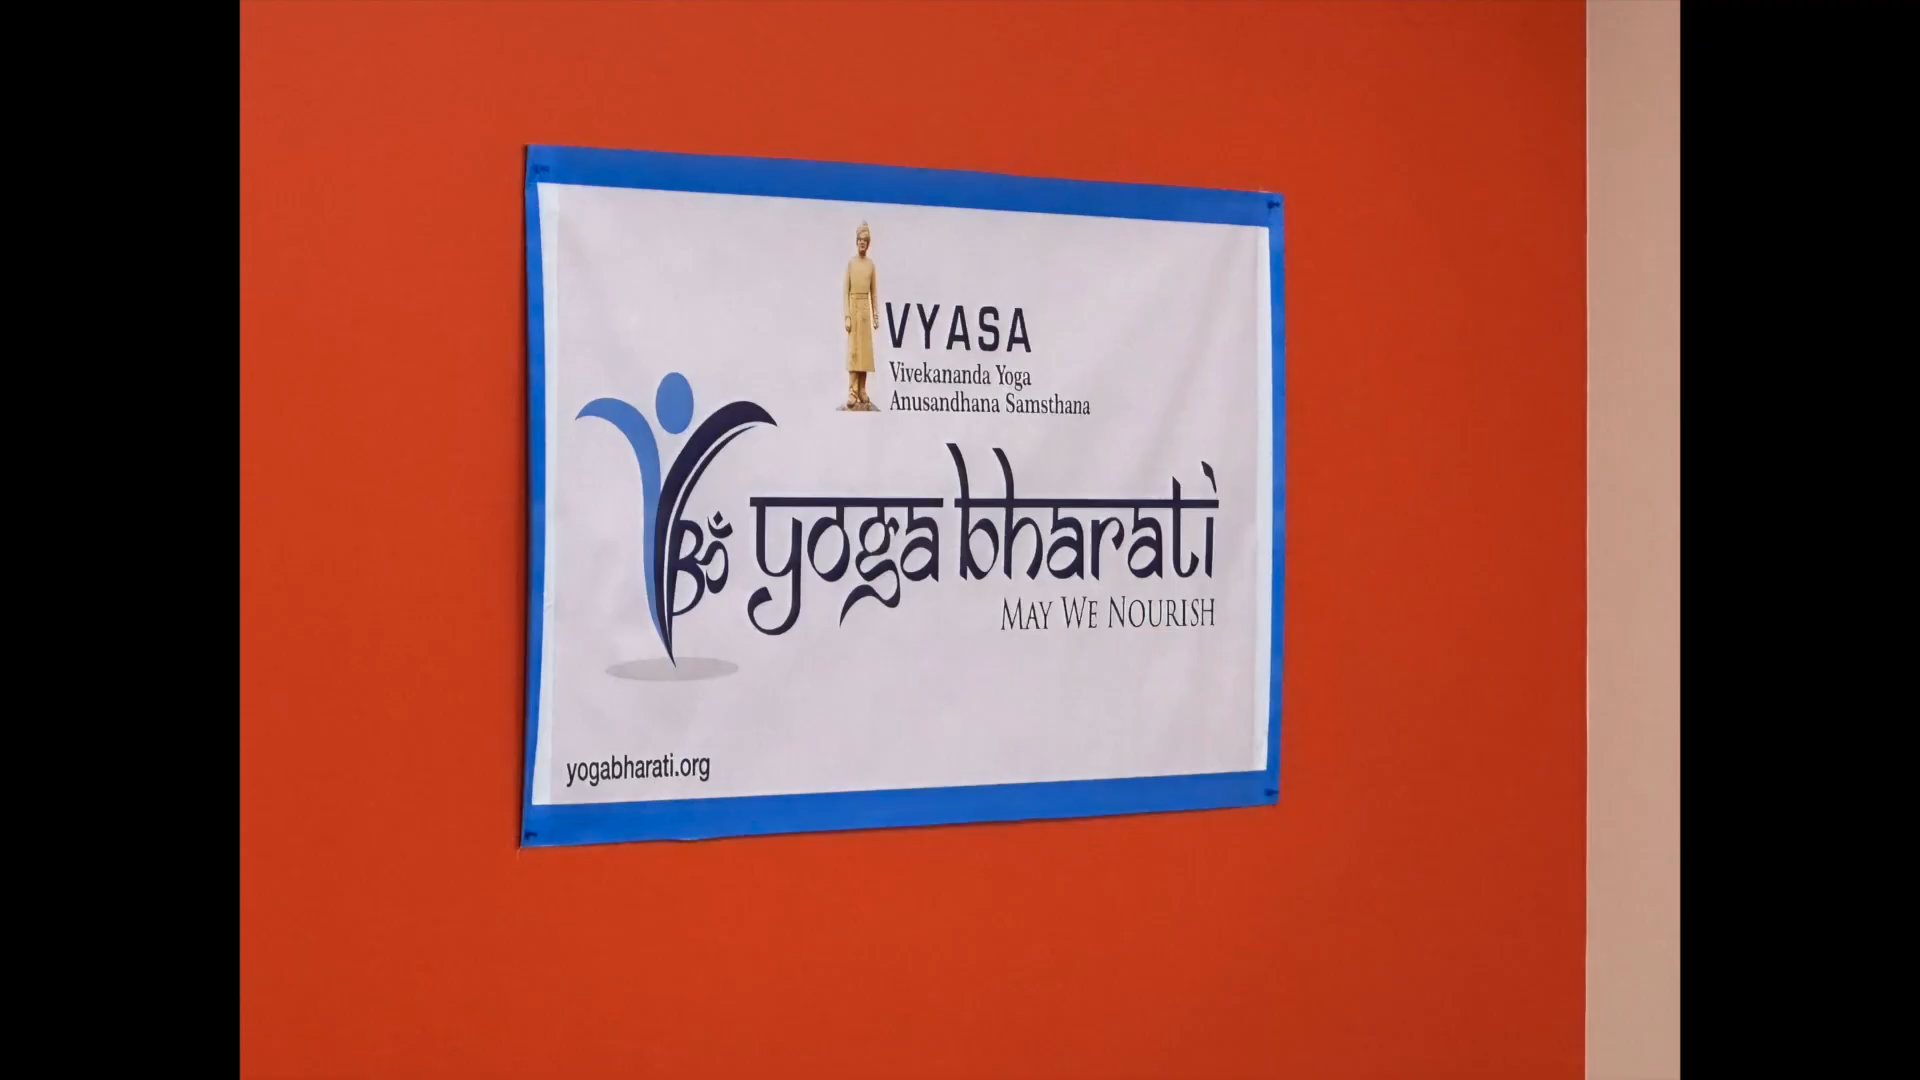 VYASA
Vivekananda Yoga
Anusandhana Samsthana
ॐ yoga bharati
MAY WE NOURISH
yogabharati.org